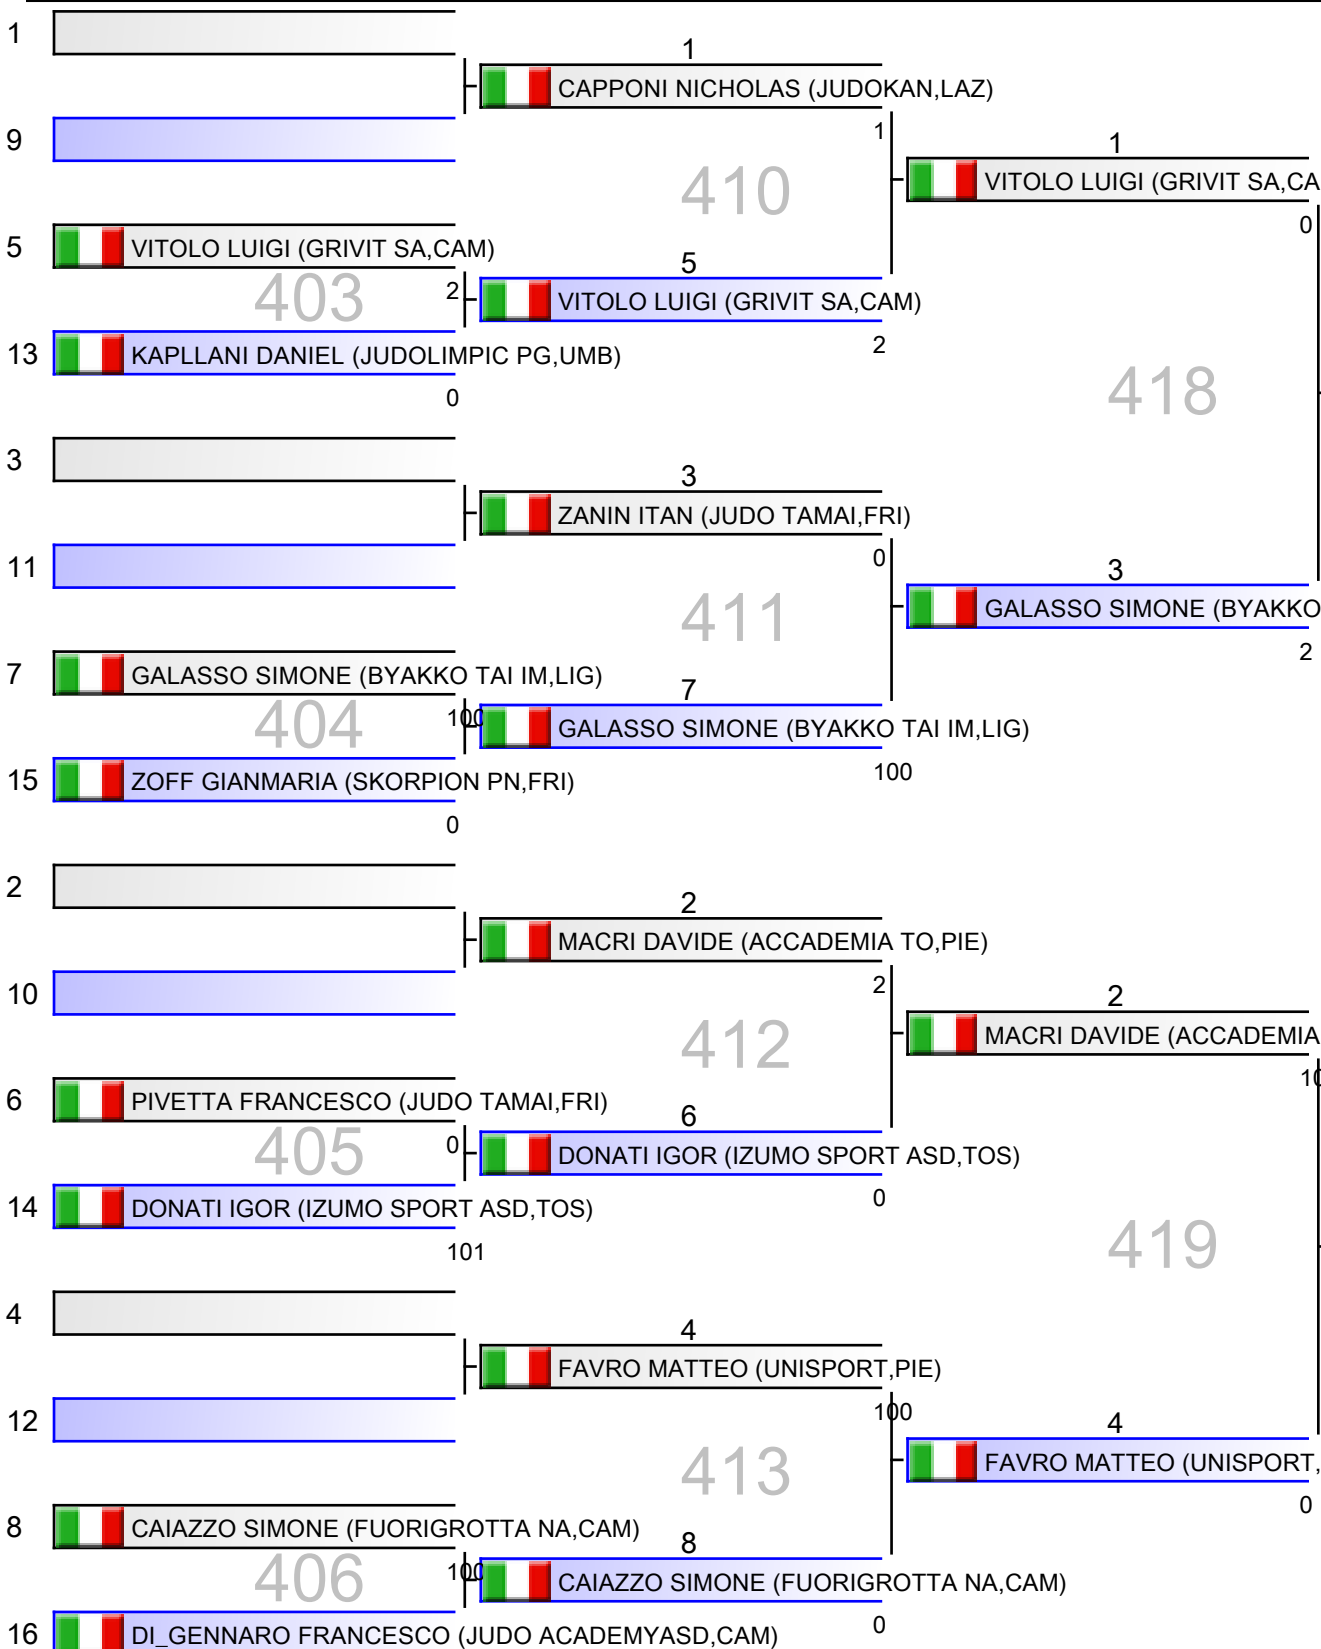 1
1
CAPPONI NICHOLAS (JUDOKAN,LAZ)
1
9
1
410
VITOLO LUIGI (GRIVIT SA,CA
0
5
VITOLO LUIGI (GRIVIT SA,CAM)
5
403
2
VITOLO LUIGI (GRIVIT SA,CAM)
2
13
KAPLLANI DANIEL (JUDOLIMPIC PG,UMB)
0
418
3
3
ZANIN ITAN (JUDO TAMAI,FRI)
0
11
3
411
GALASSO SIMONE (BYAKKO
2
7
GALASSO SIMONE (BYAKKO TAI IM,LIG)
7
404
100
GALASSO SIMONE (BYAKKO TAI IM,LIG)
100
15
ZOFF GIANMARIA (SKORPION PN,FRI)
0
2
2
MACRI DAVIDE (ACCADEMIA TO,PIE)
2
10
2
412
MACRI DAVIDE (ACCADEMIA
10
6
PIVETTA FRANCESCO (JUDO TAMAI,FRI)
6
405
0
DONATI IGOR (IZUMO SPORT ASD,TOS)
0
14
DONATI IGOR (IZUMO SPORT ASD,TOS)
101
419
4
4
FAVRO MATTEO (UNISPORT,PIE)
100
12
4
413
FAVRO MATTEO (UNISPORT,
0
8
CAIAZZO SIMONE (FUORIGROTTA NA,CAM)
8
406
100
CAIAZZO SIMONE (FUORIGROTTA NA,CAM)
0
16
DI_GENNARO FRANCESCO (JUDO ACADEMYASD,CAM)